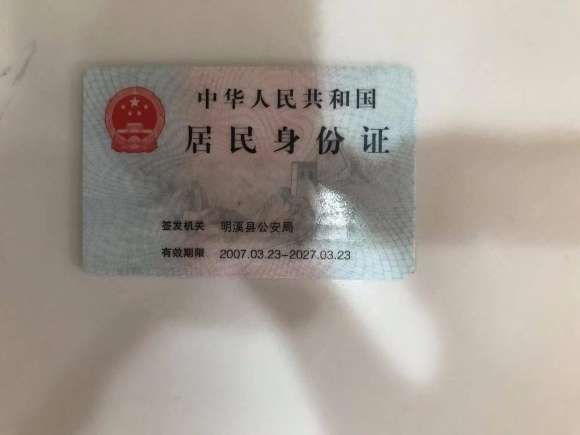 中华人民共和国
居民身份证
签发机关 明溪县公安局
有效期限 2007.03.23-2027.03.23